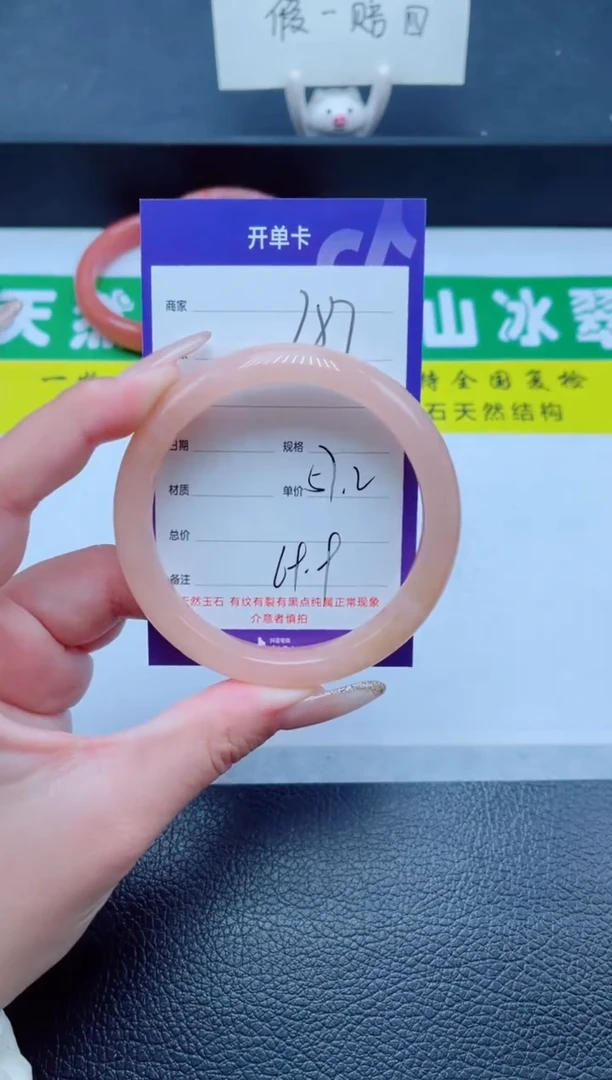 假一赔四
开单卡
天然
山冰翠
商家
187
特全国复检
石天然结构
日期
规格
57.2
材质
单价
总价
备注
天然玉石 有纹有裂有黑点纯属正常现象
介意者慎拍